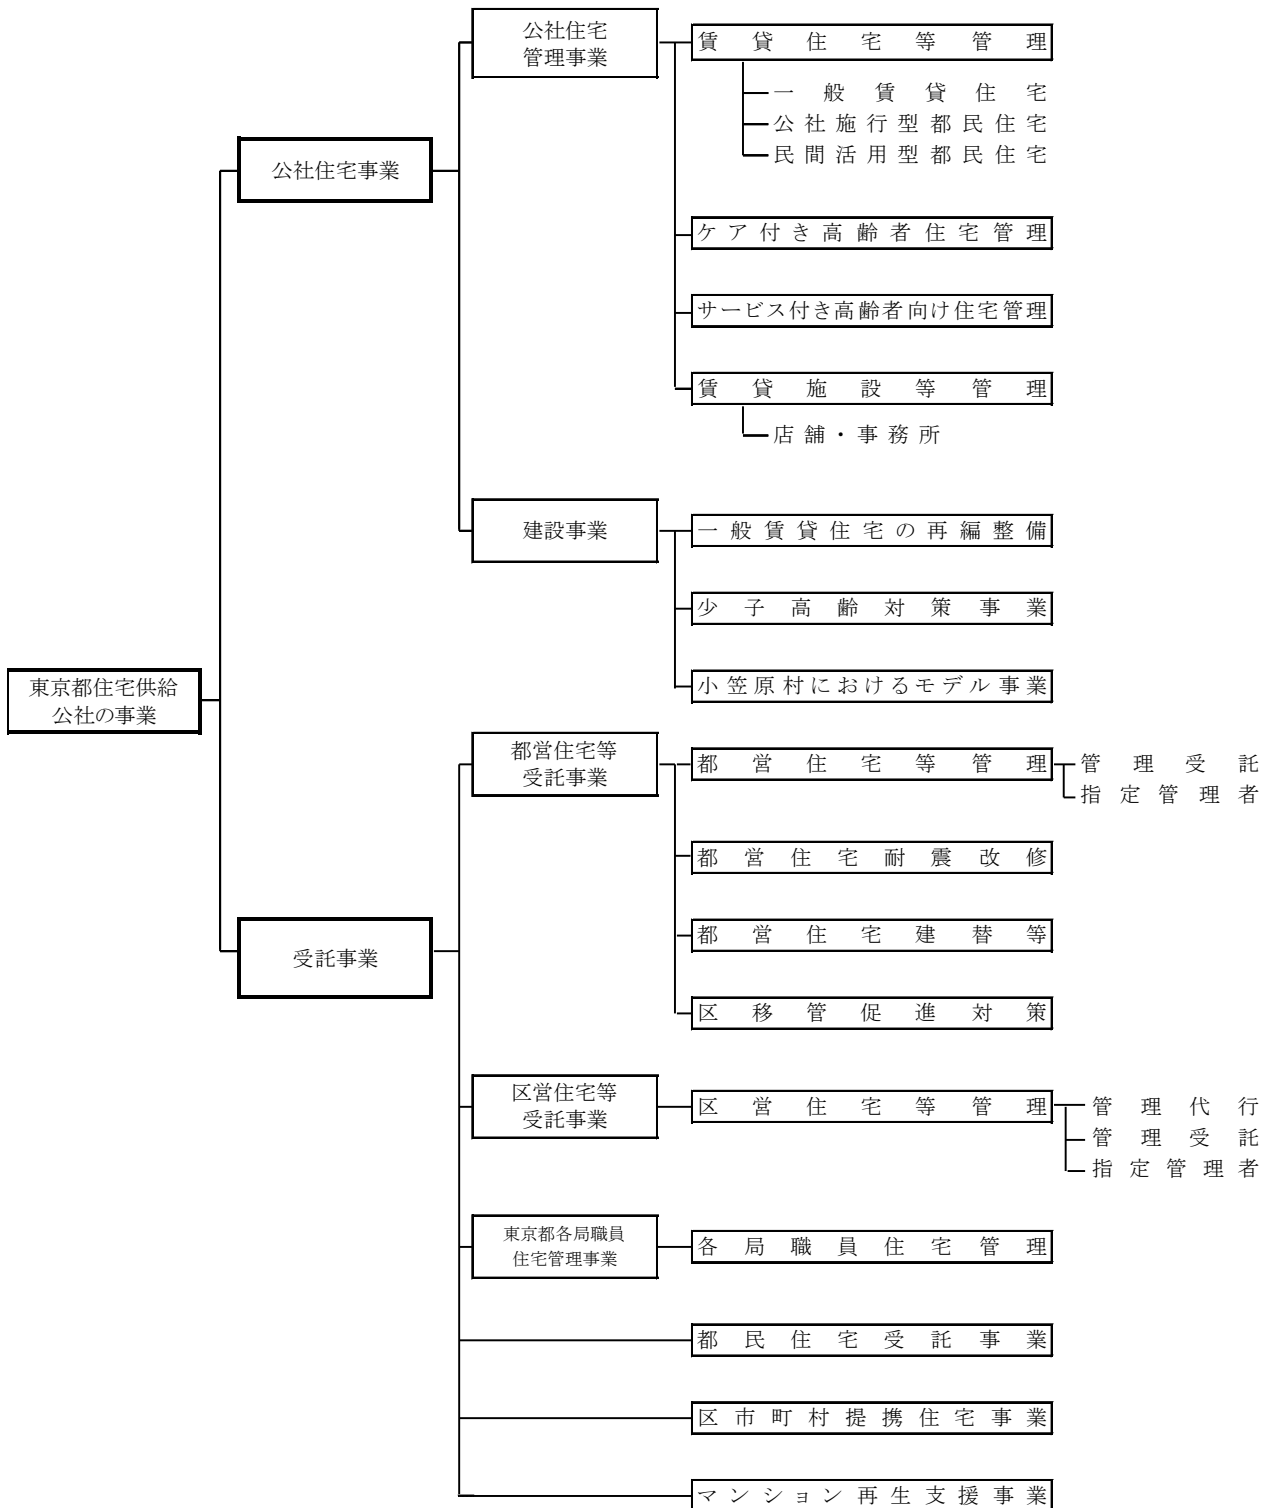 東京都住宅供給
公社の事業
公社住宅事業
公社住宅
管理事業
賃貸住宅等管理
一般賃貸住宅
公社施行型都民住宅
民間活用型都民住宅
ケア付き高齢者住宅管理
サービス付き高齢者向け住宅管理
賃貸施設等管理
店舗・事務所
建設事業
一般賃貸住宅の再編整備
少子高齢対策事業
小笠原村におけるモデル事業
受託事業
都営住宅等
受託事業
都営住宅等管理
管理受託
指定管理者
都営住宅耐震改修
都営住宅建替等
区移管促進対策
区営住宅等
受託事業
区営住宅等管理
管理代行
管理受託
指定管理者
東京都各局職員
住宅管理事業
各局職員住宅管理
都民住宅受託事業
区市町村提携住宅事業
マンション再生支援事業